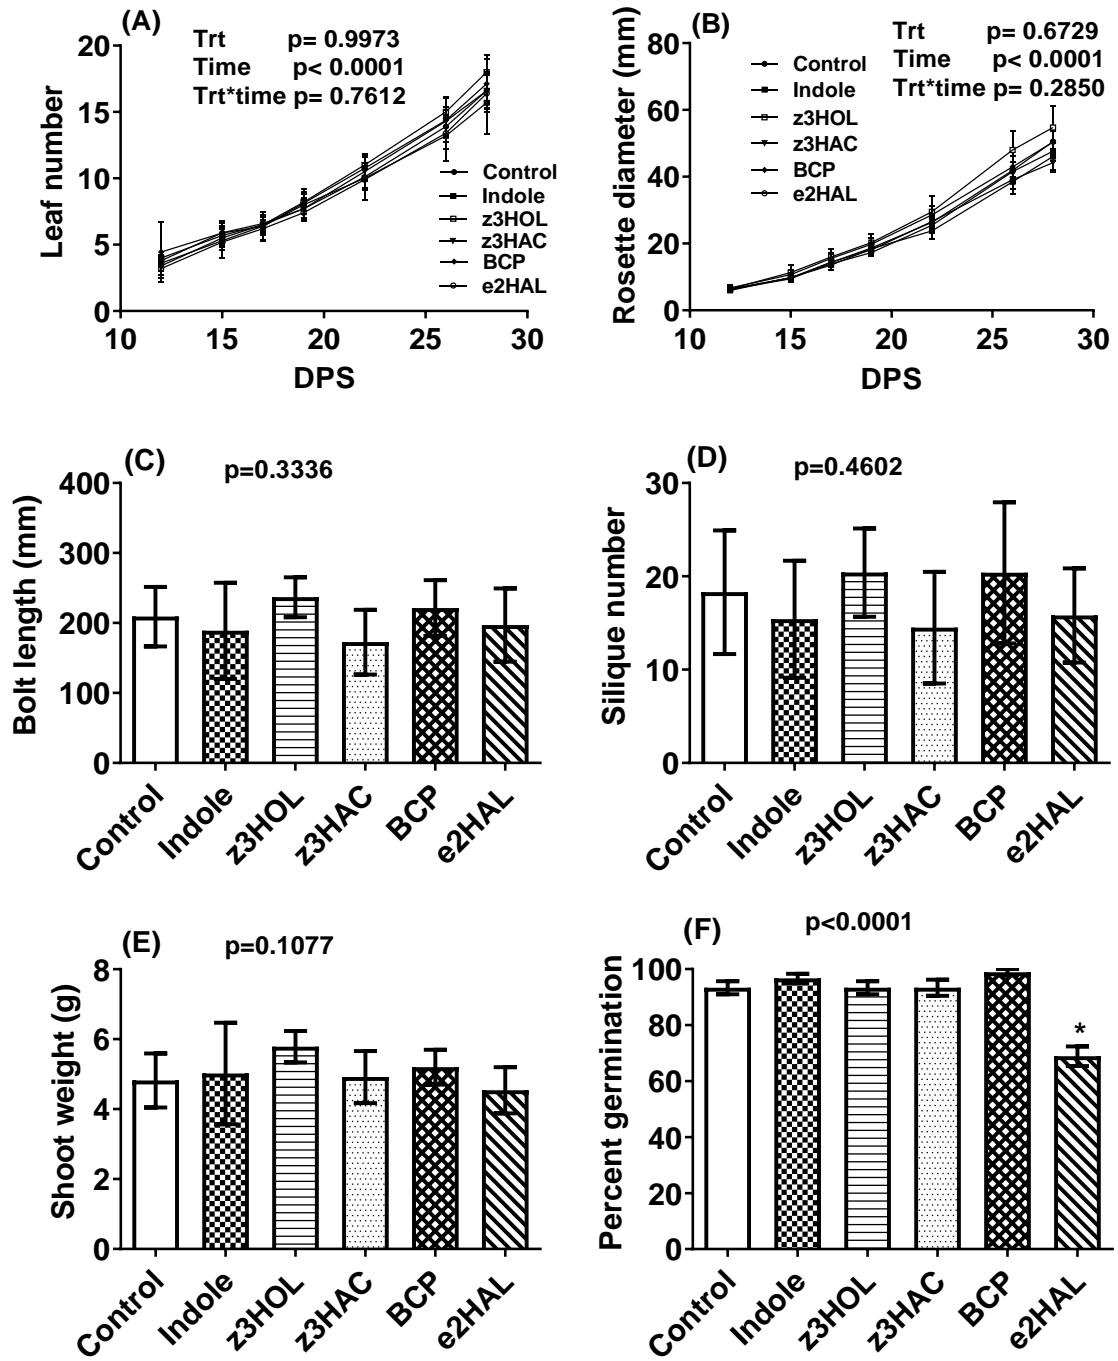 (A)
Trt p= 0.9973
Time p< 0.0001
Trt*time p= 0.7612
Leaf number
20
15
10
5
0
Control
Indole
z3HOL
z3HAC
BCP
e2HAL
10 15 20 25 30
DPS
(B)
Trt p= 0.6729
Time p< 0.0001
Trt*time p= 0.2850
Rosette diameter (mm)
80
60
40
20
0
Control
Indole
z3HOL
z3HAC
BCP
e2HAL
10 15 20 25 30
DPS
(C)
p=0.3336
Bolt length (mm)
400
300
200
100
0
Control Indole z3HOL z3HAC BCP e2HAL
(D)
p=0.4602
Silique number
30
20
10
0
Control Indole z3HOL z3HAC BCP e2HAL
(E)
p=0.1077
Shoot weight (g)
8
6
4
2
0
Control Indole z3HOL z3HAC BCP e2HAL
(F)
p<0.0001
Percent germination
100
80
60
40
20
0
*
Control Indole z3HOL z3HAC BCP e2HAL